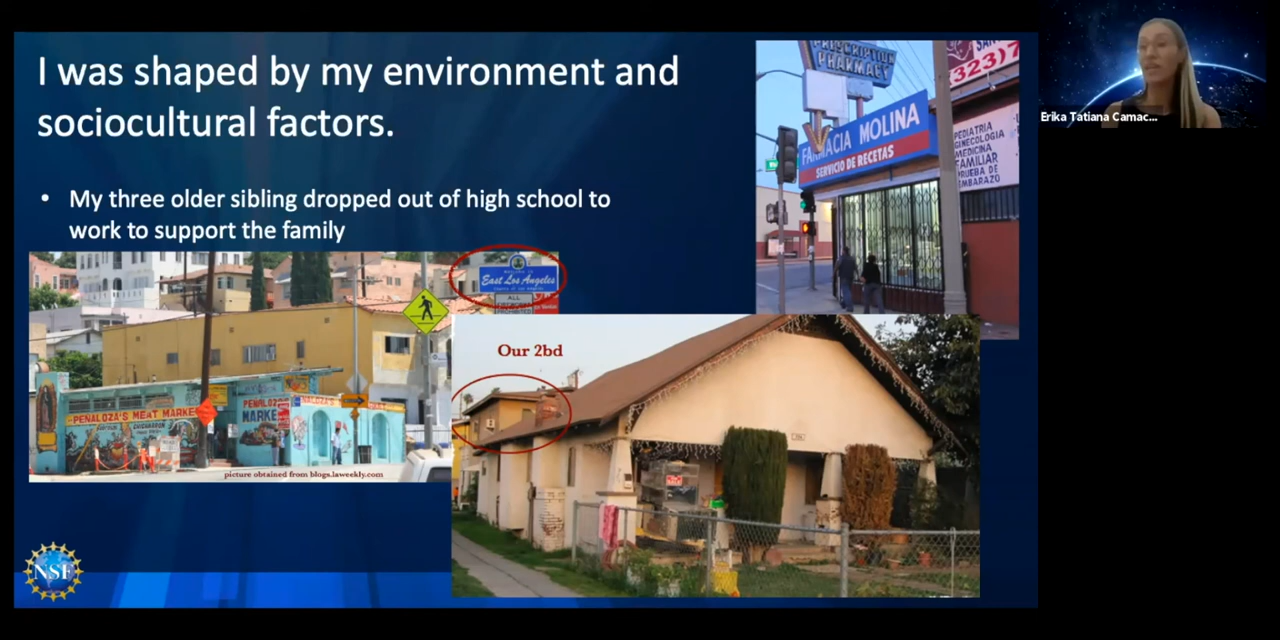 I was shaped by my environment and
sociocultural factors.
• My three older sibling dropped out of high school to
work to support the family
PRESCRIPTION
PHARMACY
(323)7
FARMACIA MOLINA
SERVICIO DE RECETAS
PEDIATRIA
GINECOLOGIA
MEDICINA
FAMILIAR
PRUEBA DE
EMBARAZO
Erika Tatiana Camac...
East Los Angeles
ALL
PEÑALOZA'S MEAT MARKE
PEÑALOZA
MARKE
picture obtained from blogs.laweekly.com
Our 2bd
NSF